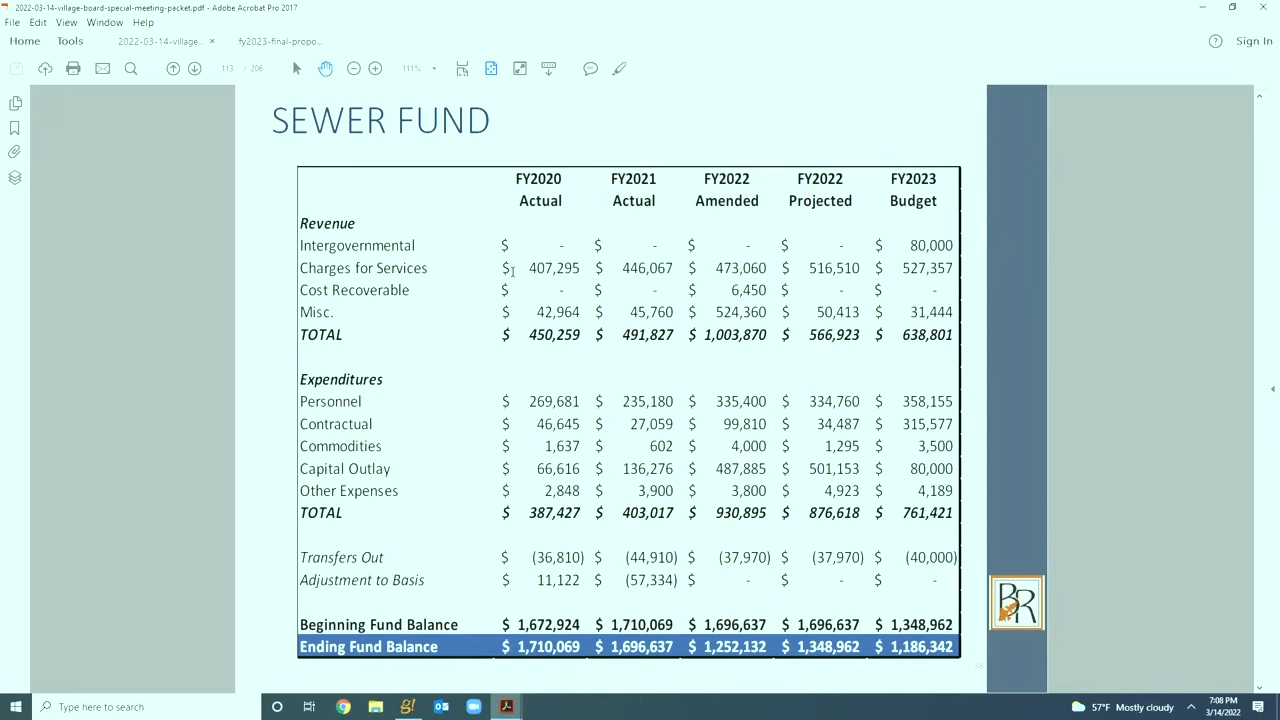 2022-03-14-village-board-special-meeting-packet.pdf - Adobe Acrobat Pro 2017
File Edit View Window Help
Home Tools 2022-03-14-village... × fy2023-final-propo...
Sign In
113 / 206 111%
SEWER FUND
FY2020 FY2021 FY2022 FY2022 FY2023
Actual Actual Amended Projected Budget
Revenue
Intergovernmental $ - $ - $ - $ - $ 80,000
Charges for Services $ 407,295 $ 446,067 $ 473,060 $ 516,510 $ 527,357
Cost Recoverable $ - $ - $ 6,450 $ - $ -
Misc. $ 42,964 $ 45,760 $ 524,360 $ 50,413 $ 31,444
TOTAL $ 450,259 $ 491,827 $ 1,003,870 $ 566,923 $ 638,801
Expenditures
Personnel $ 269,681 $ 235,180 $ 335,400 $ 334,760 $ 358,155
Contractual $ 46,645 $ 27,059 $ 99,810 $ 34,487 $ 315,577
Commodities $ 1,637 $ 602 $ 4,000 $ 1,295 $ 3,500
Capital Outlay $ 66,616 $ 136,276 $ 487,885 $ 501,153 $ 80,000
Other Expenses $ 2,848 $ 3,900 $ 3,800 $ 4,923 $ 4,189
TOTAL $ 387,427 $ 403,017 $ 930,895 $ 876,618 $ 761,421
Transfers Out $ (36,810) $ (44,910) $ (37,970) $ (37,970) $ (40,000)
Adjustment to Basis $ 11,122 $ (57,334) $ - $ - $ -
Beginning Fund Balance $ 1,672,924 $ 1,710,069 $ 1,696,637 $ 1,696,637 $ 1,348,962
Ending Fund Balance $ 1,710,069 $ 1,696,637 $ 1,252,132 $ 1,348,962 $ 1,186,342
BR
Type here to search
57°F Mostly cloudy
7:08 PM
3/14/2022